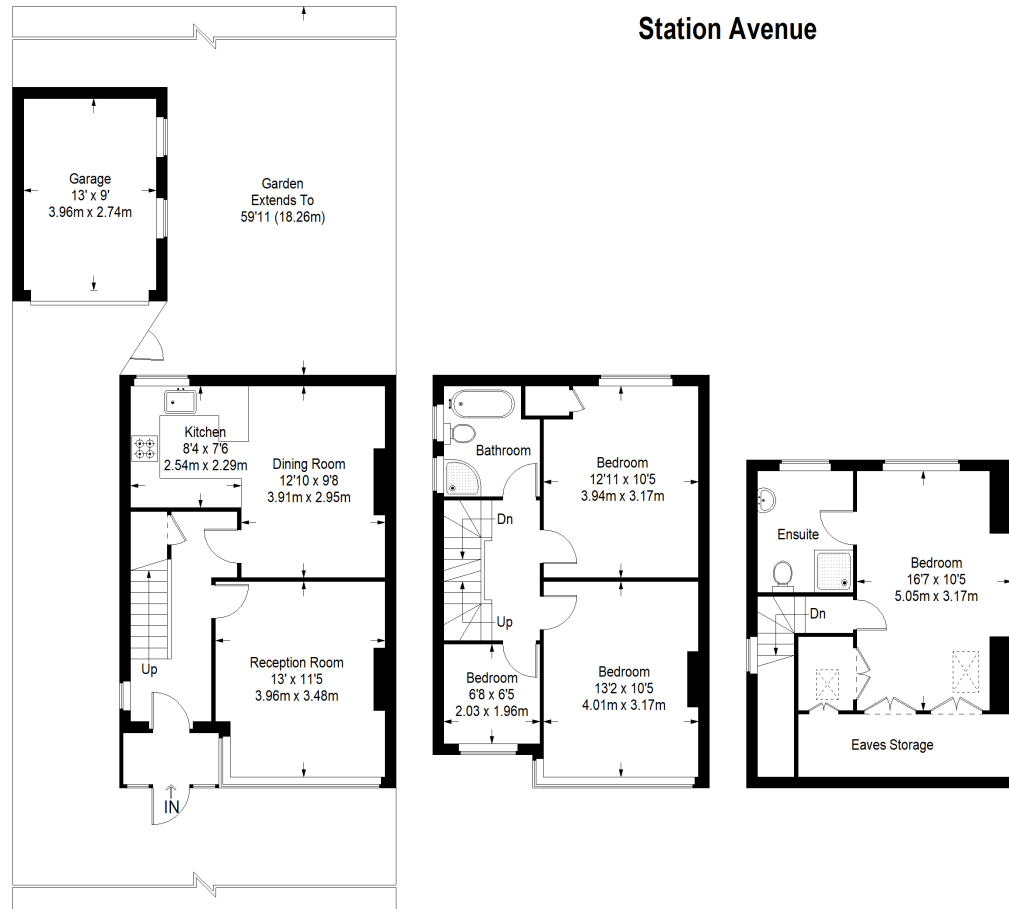 Station Avenue
Garage
13' x 9'
3.96m x 2.74m
Garden
Extends To
59'11 (18.26m)
Kitchen
8'4 x 7'6
2.54m x 2.29m
Dining Room
12'10 x 9'8
3.91m x 2.95m
Up
Reception Room
13' x 11'5
3.96m x 3.48m
IN
Bathroom
Bedroom
12'11 x 10'5
3.94m x 3.17m
Dn
Up
Bedroom
6'8 x 6'5
2.03 x 1.96m
Bedroom
13'2 x 10'5
4.01m x 3.17m
Ensuite
Bedroom
16'7 x 10'5
5.05m x 3.17m
Dn
Eaves Storage